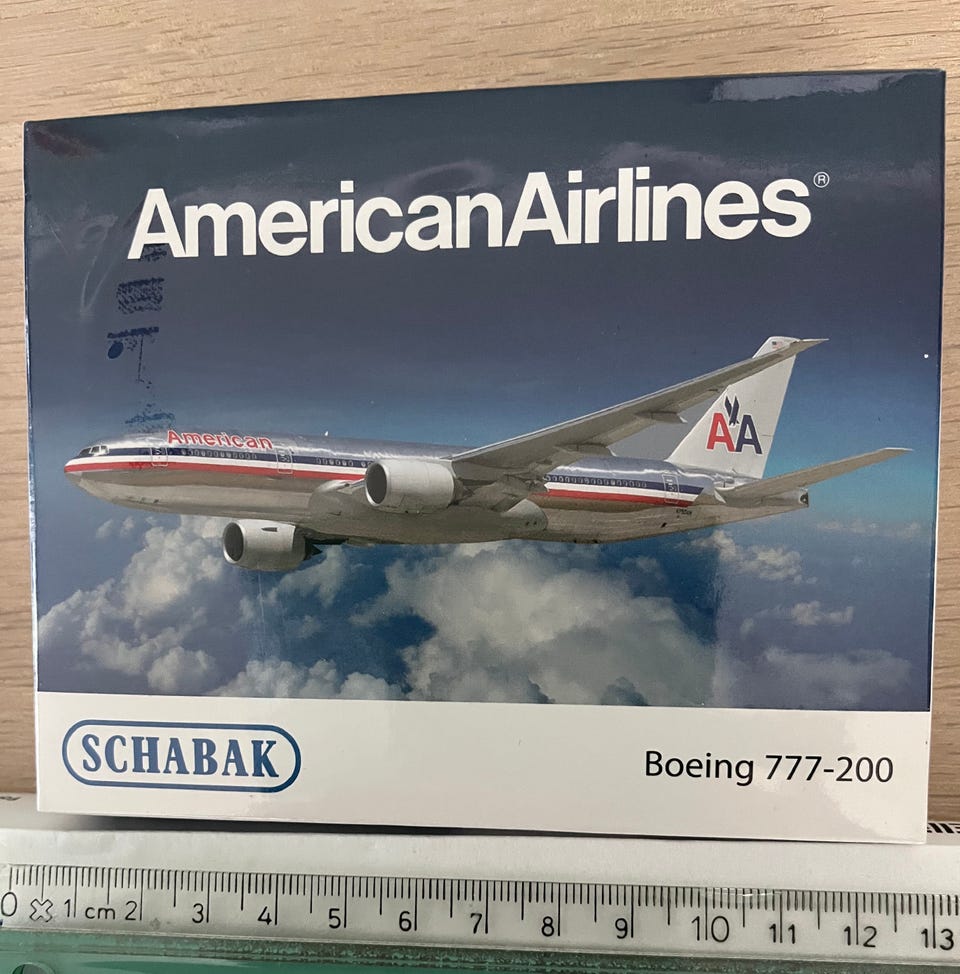 AmericanAirlines®
American
AA
SCHABAK
Boeing 777-200
0 1 cm 2 3 4 5 6 7 8 9 10 11 12 13